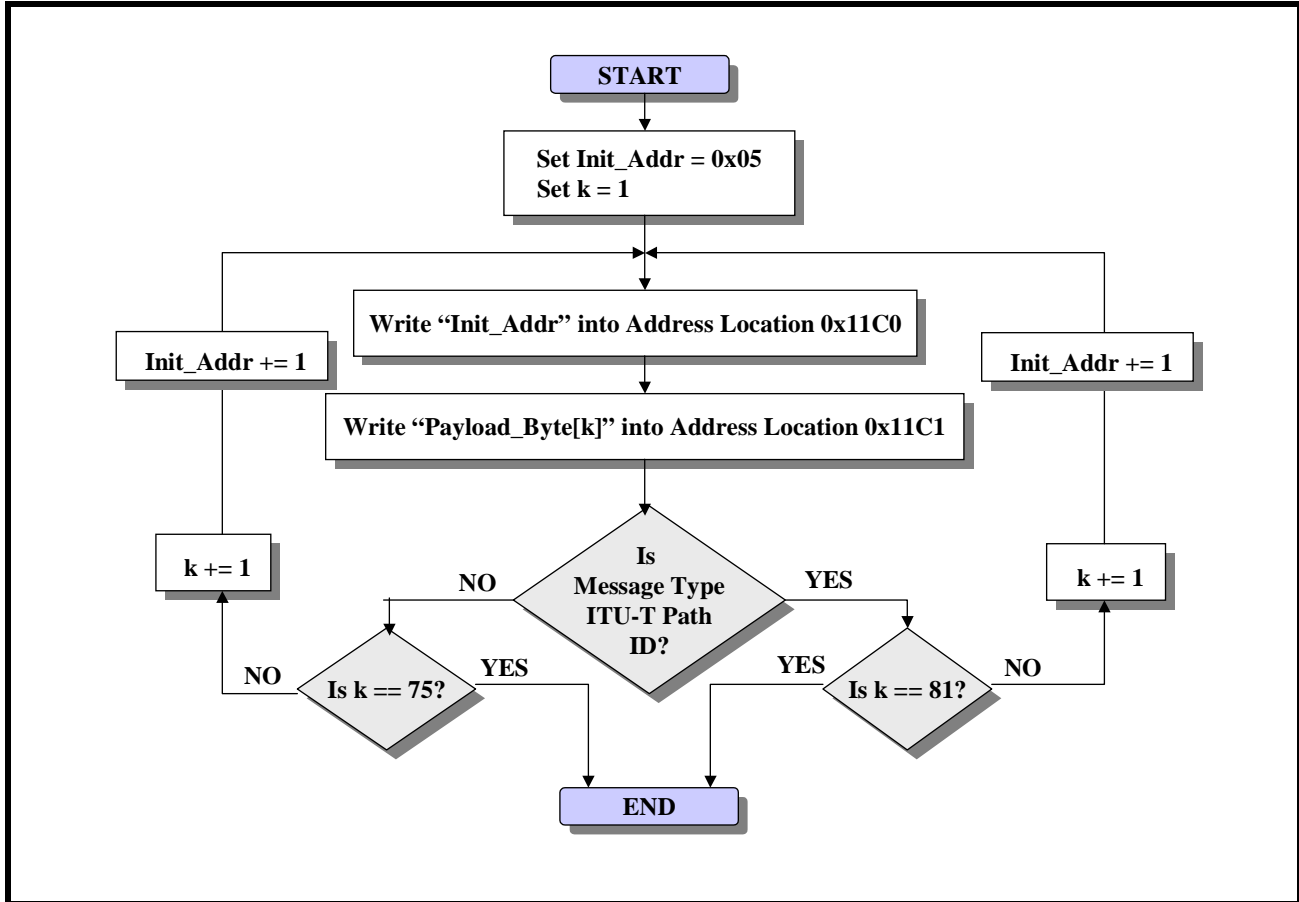 START
Set Init_Addr = 0x05
Set k = 1
Write “Init_Addr” into Address Location 0x11C0
Init_Addr += 1
Init_Addr += 1
Write “Payload_Byte[k]” into Address Location 0x11C1
k += 1
Is
Message Type
ITU-T Path
ID?
k += 1
NO
YES
NO
Is k == 75?
YES
YES
Is k == 81?
NO
END